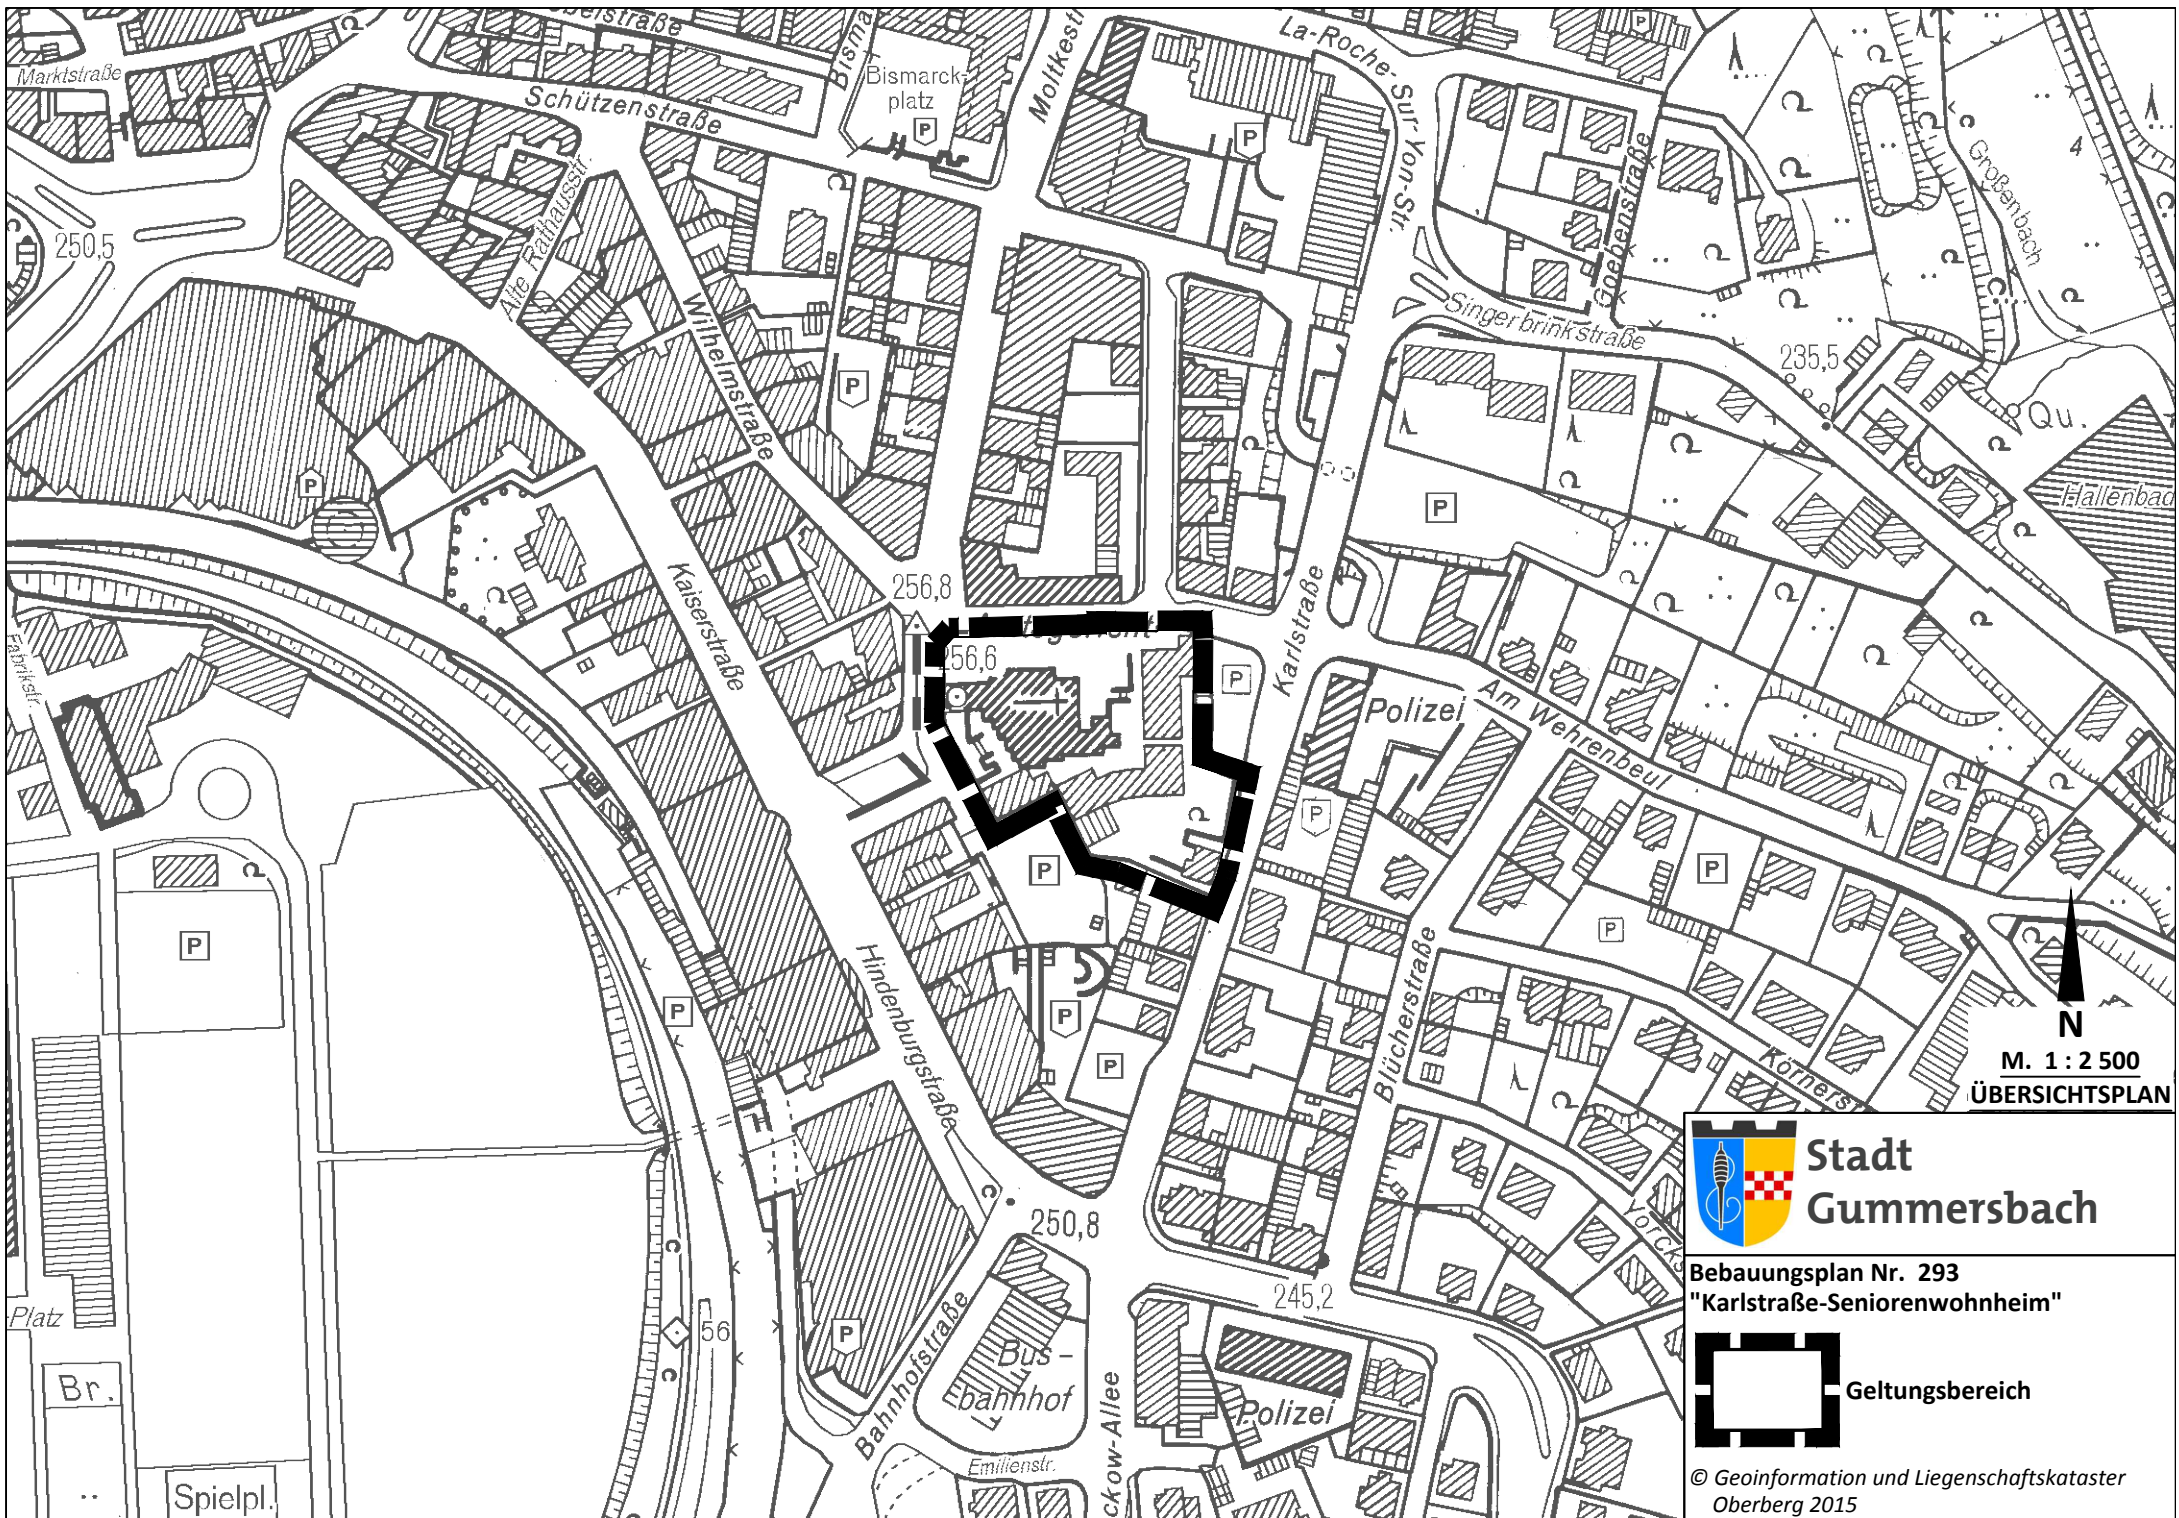 Marktstraße
Schützenstraße
Bismarck-
platz
P
La-Roche-Sur-Yon-Str.
P
P
Goebenstraße
Großenbach
4
250,5
Alte Rathausstr.
Wilhelmstraße
Singerbrinkstraße
235,5
P
Qu.
Hallenbad
P
P
Kaiserstraße
256,8
Karlstraße
Fabrikstr.
256,6
P
Polizei
Am Wehrenbeul
P
P
P
P
P
P
Hindenburgstraße
P
P
Blücherstraße
N
M. 1 : 2 500
ÜBERSICHTSPLAN
250,8
245,2
Platz
56
P
Bahnhofstraße
Bus-
bahnhof
Polizei
Br.
Emilienstr.
Spielpl.
Stadt
Gummersbach
Bebauungsplan Nr. 293
"Karlstraße-Seniorenwohnheim"
Geltungsbereich
© Geoinformation und Liegenschaftskataster
Oberberg 2015